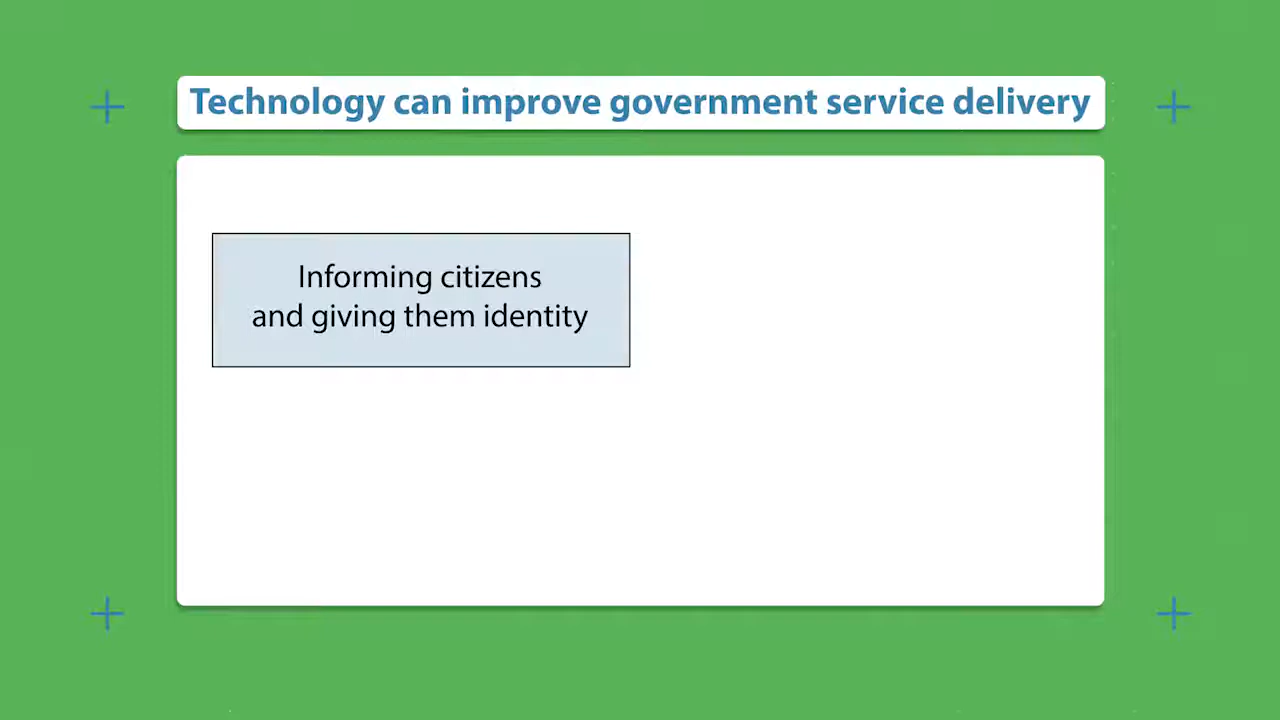 Technology can improve government service delivery
Informing citizens
and giving them identity